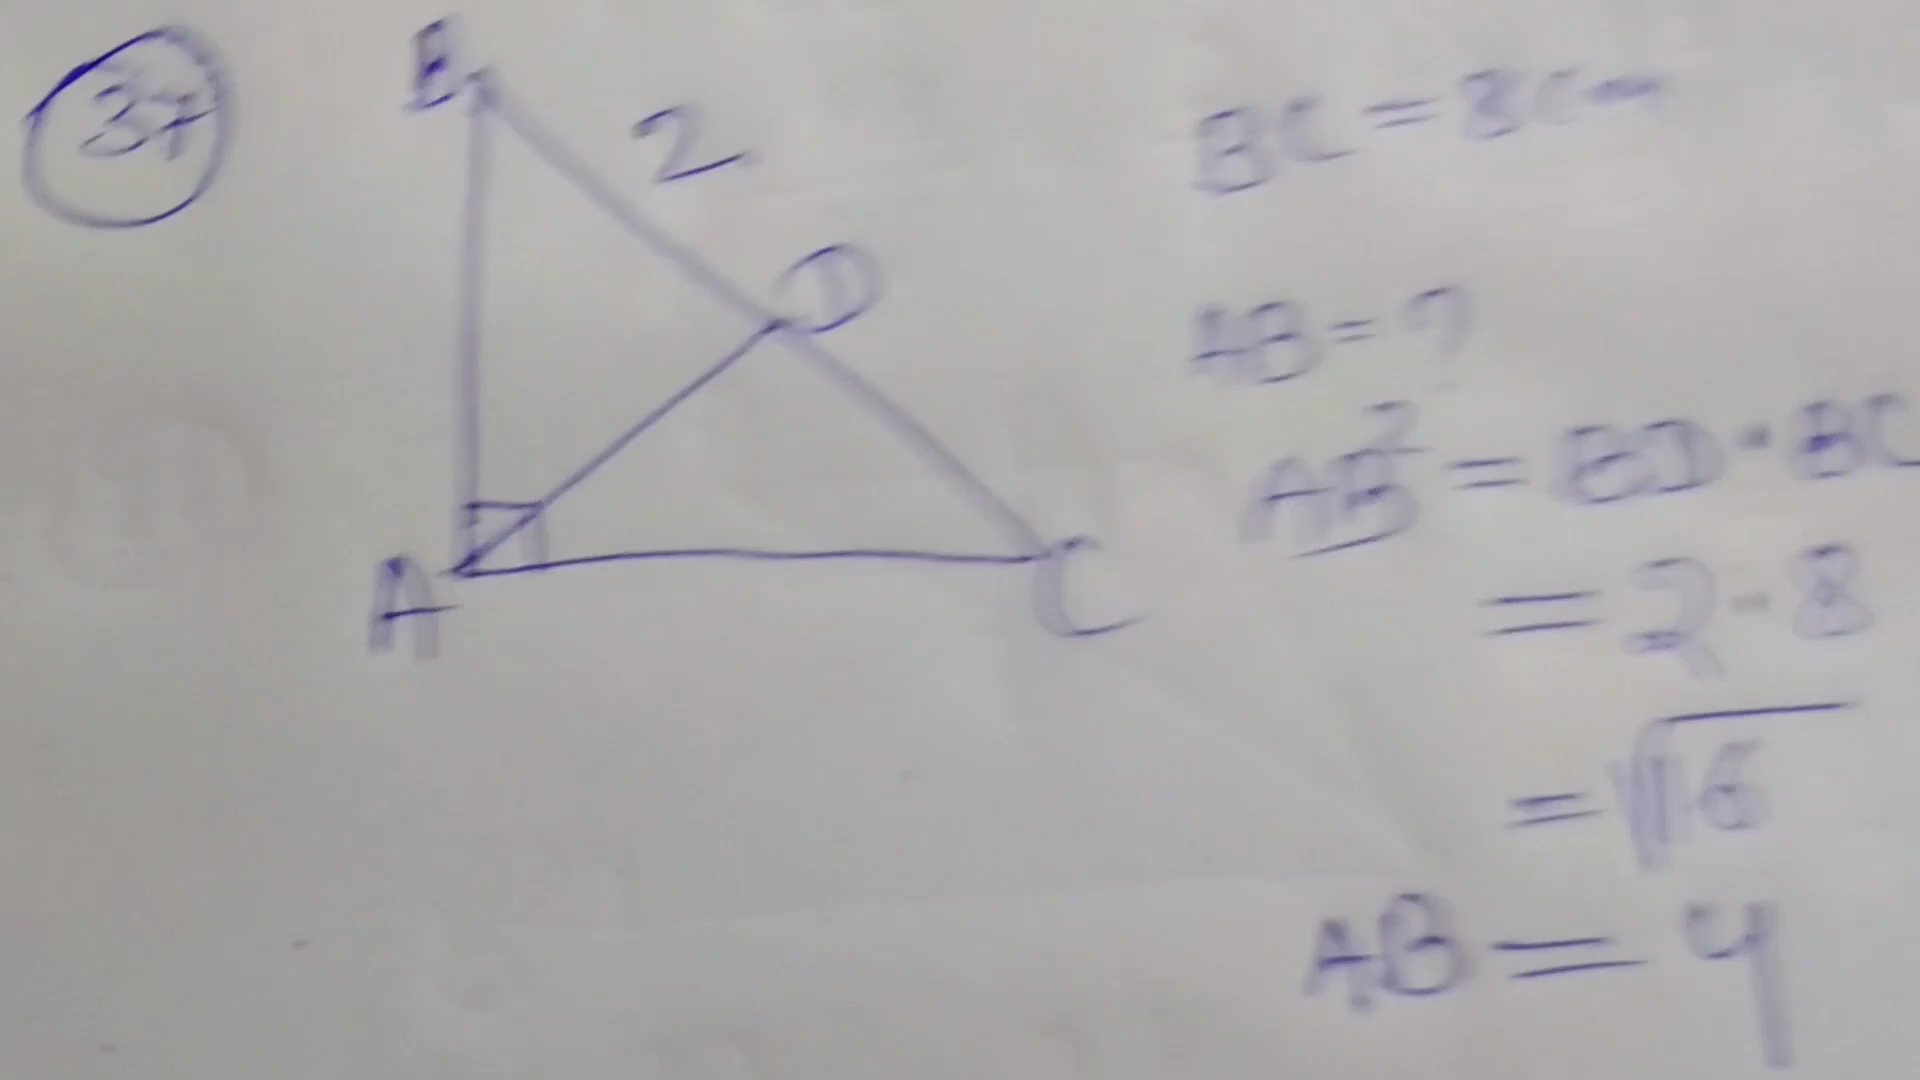 37
B
2
D
A
C
BC = 8cm
AB = ?
AB² = BD · BC
= 2 · 8
= √16
AB = 4